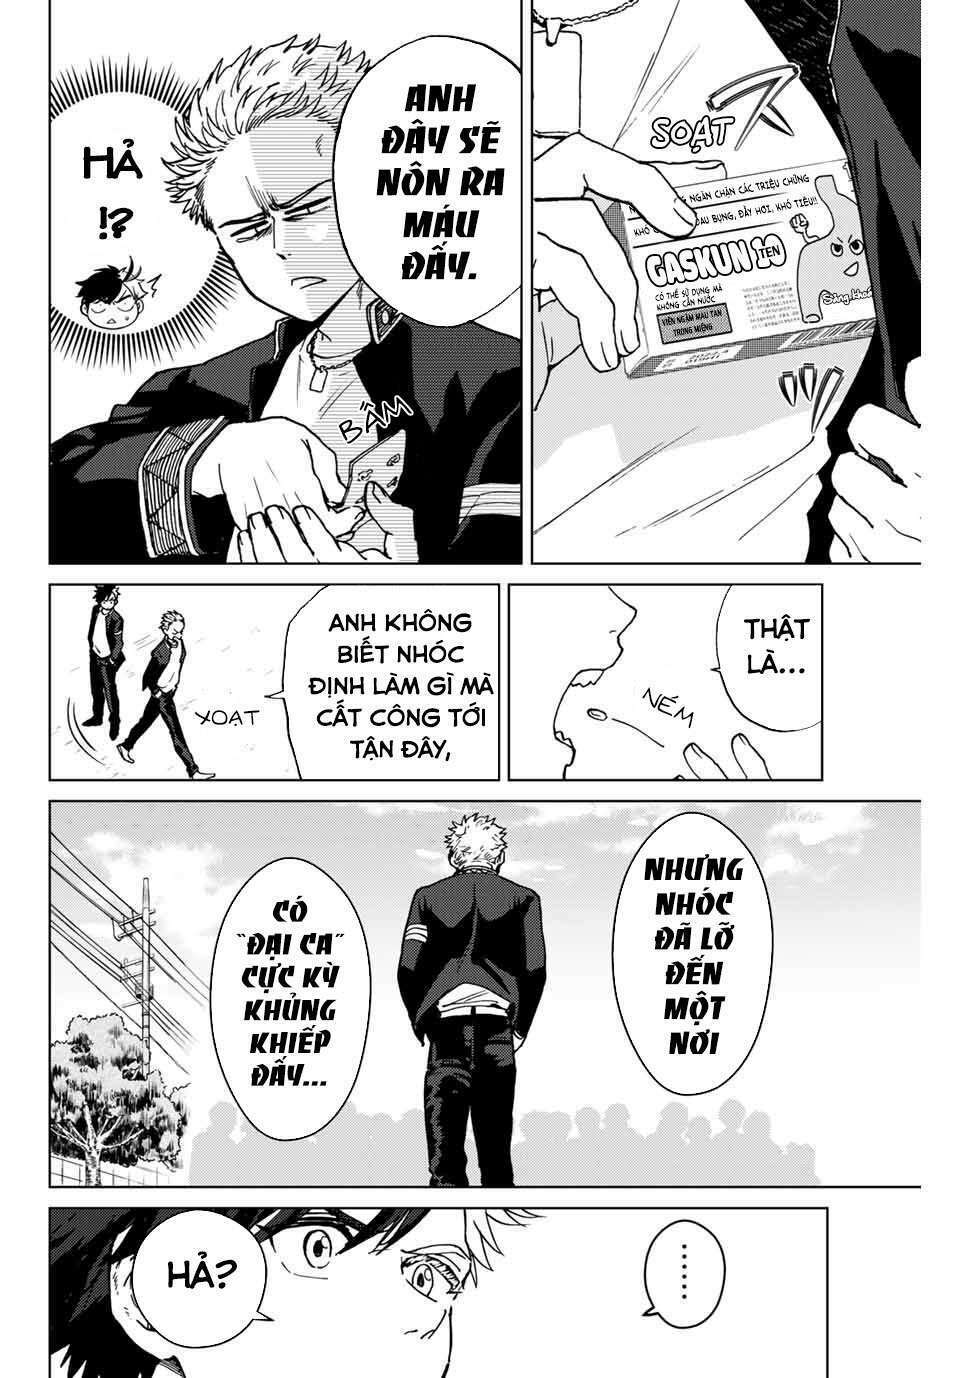 SOẠT
NGĂN CHẶN CÁC TRIỆU CHỨNG
ĐAU BỤNG, ĐẦY HƠI, KHÓ TIÊU!!
GASKUN 10
TEN
CÓ THỂ SỬ DỤNG MÀ
KHÔNG CẦN NƯỚC
VIÊN NGẬM MAU TAN
TRONG MIỆNG
ANH
ĐÂY SẼ
NÔN RA
MÁU
ĐẤY.
HẢ
!?
BẤM
THẬT
LÀ...
NÉM
ANH KHÔNG
BIẾT NHÓC
ĐỊNH LÀM GÌ MÀ
CẤT CÔNG TỚI
TẬN ĐÂY,
XOẠT
NHƯNG
NHÓC
ĐÃ LỠ
ĐẾN
MỘT
NƠI
CÓ
"ĐẠI CA"
CỰC KỲ
KHỦNG
KHIẾP
ĐẤY...
......
HẢ?